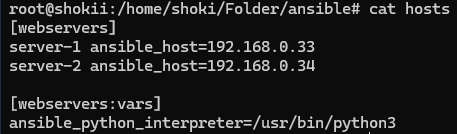 root@shokii:/home/shoki/Folder/ansible# cat hosts
[webservers]
server-1 ansible_host=192.168.0.33
server-2 ansible_host=192.168.0.34
[webservers:vars]
ansible_python_interpreter=/usr/bin/python3